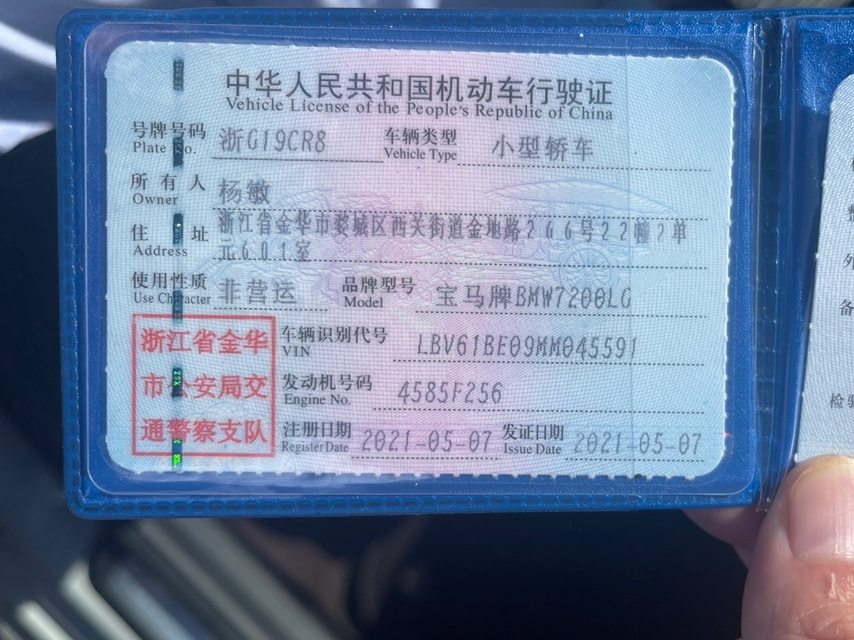 中华人民共和国机动车行驶证
Vehicle License of the People's Republic of China
号牌号码 浙G19CR8 车辆类型 小型轿车
Plate No. Vehicle Type
所有人 杨敏
Owner
住址 浙江省金华市婺城区西关街道金地路266号22幢2单
Address 元601室
使用性质 非营运 品牌型号 宝马牌BMW7200LG
Use Character Model
浙江省金华 车辆识别代号 LBV61BE09MM045591
VIN
市公安局交 发动机号码 4585F256
Engine No.
通警察支队 注册日期 2021-05-07 发证日期 2021-05-07
Register Date Issue Date
检验